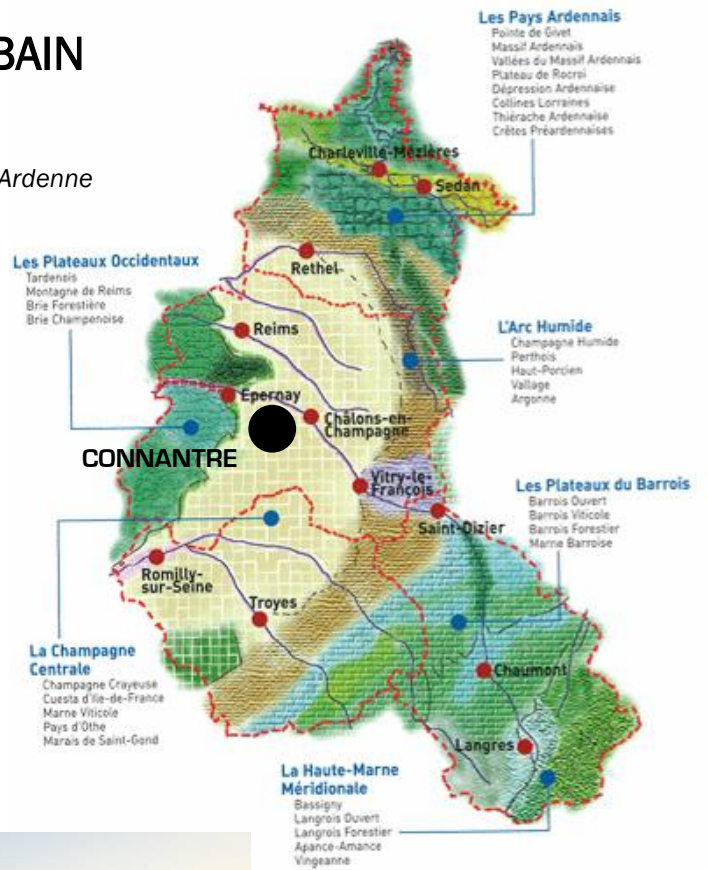 BAIN
Ardenne
Les Pays Ardennais
Pointe de Givet
Massif Ardennais
Vallées du Massif Ardennais
Plateau de Rocroi
Dépression Ardennaise
Collines Lorraines
Thiérache Ardennaise
Crêtes Préardennaises
Charleville-Mézières
Sedan
Rethel
Les Plateaux Occidentaux
Tardenois
Montagne de Reims
Brie Forestière
Brie Champenoise
Reims
L'Arc Humide
Champagne Humide
Perthois
Haut-Porcien
Vallage
Argonne
Epernay
Châlons-en-
Champagne
CONNANTRE
Vitry-le-
François
Saint-Dizier
Les Plateaux du Barrois
Barrois Ouvert
Barrois Viticole
Barrois Forestier
Marne Barroise
Romilly-
sur-Seine
Troyes
La Champagne
Centrale
Champagne Crayeuse
Cuesta d'Ile-de-France
Marne Viticole
Pays d'Othe
Marais de Saint-Gond
Chaumont
Langres
La Haute-Marne
Méridionale
Bassigny
Langrois Ouvert
Langrois Forestier
Apance-Amance
Vingeanne